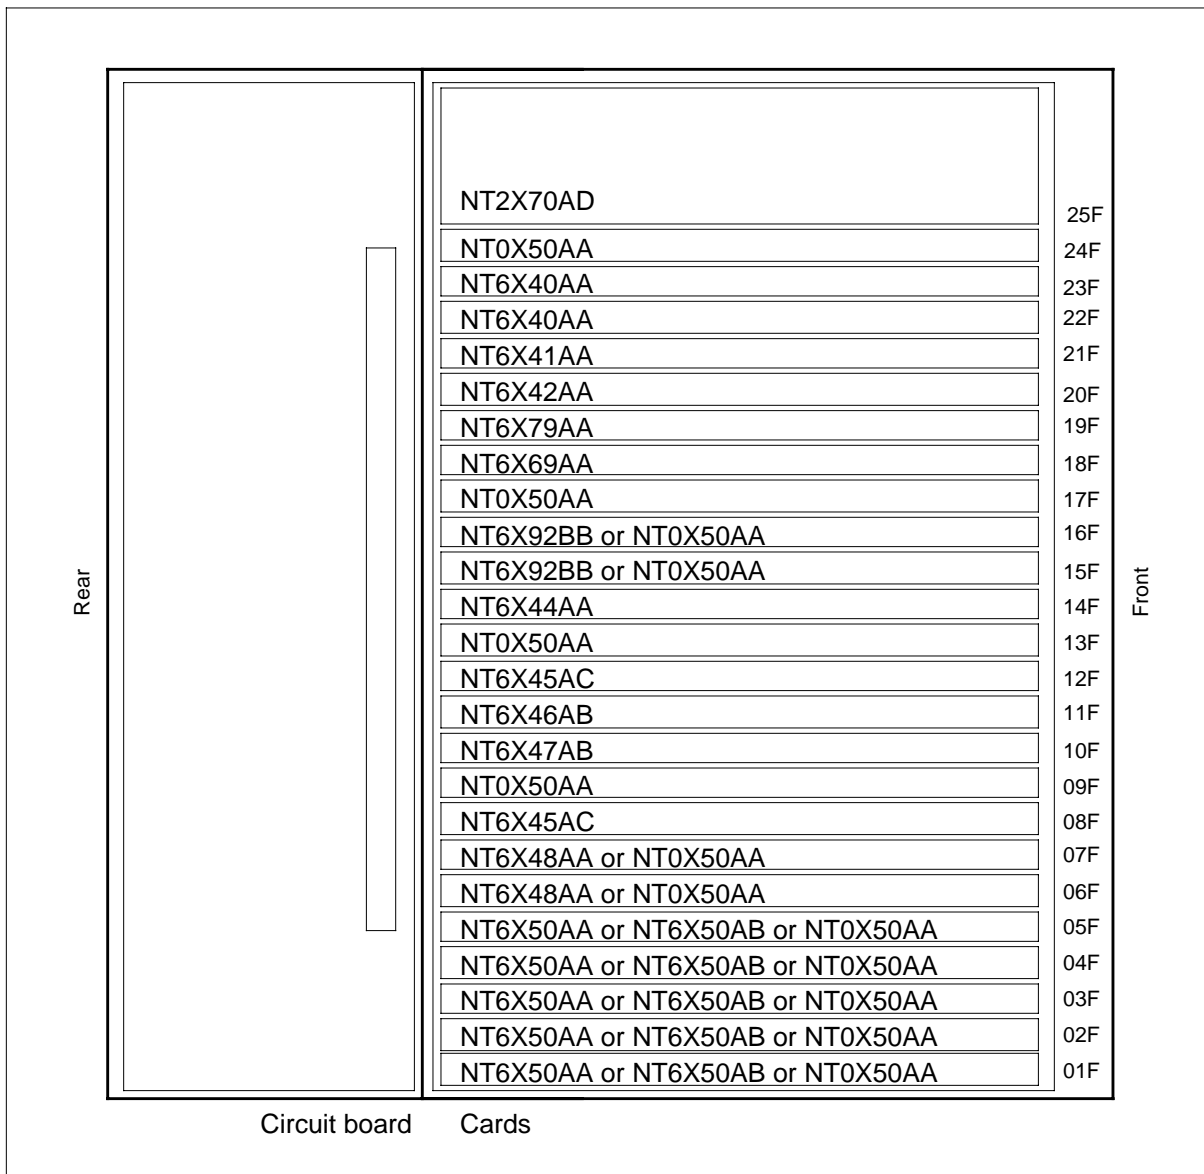 NT2X70AD 25F
NT0X50AA 24F
NT6X40AA 23F
NT6X40AA 22F
NT6X41AA 21F
NT6X42AA 20F
NT6X79AA 19F
NT6X69AA 18F
NT0X50AA 17F
NT6X92BB or NT0X50AA 16F
NT6X92BB or NT0X50AA 15F
Rear
Front
NT6X44AA 14F
NT0X50AA 13F
NT6X45AC 12F
NT6X46AB 11F
NT6X47AB 10F
NT0X50AA 09F
NT6X45AC 08F
NT6X48AA or NT0X50AA 07F
NT6X48AA or NT0X50AA 06F
NT6X50AA or NT6X50AB or NT0X50AA 05F
NT6X50AA or NT6X50AB or NT0X50AA 04F
NT6X50AA or NT6X50AB or NT0X50AA 03F
NT6X50AA or NT6X50AB or NT0X50AA 02F
NT6X50AA or NT6X50AB or NT0X50AA 01F
Circuit board Cards